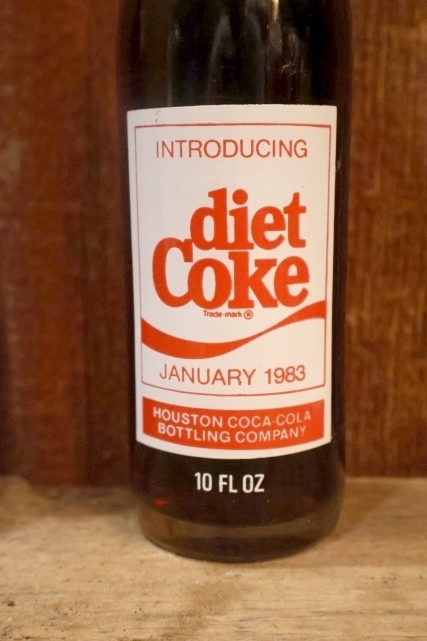 INTRODUCING
diet
Coke
Trade-mark ®
JANUARY 1983
HOUSTON COCA-COLA
BOTTLING COMPANY
10 FL OZ